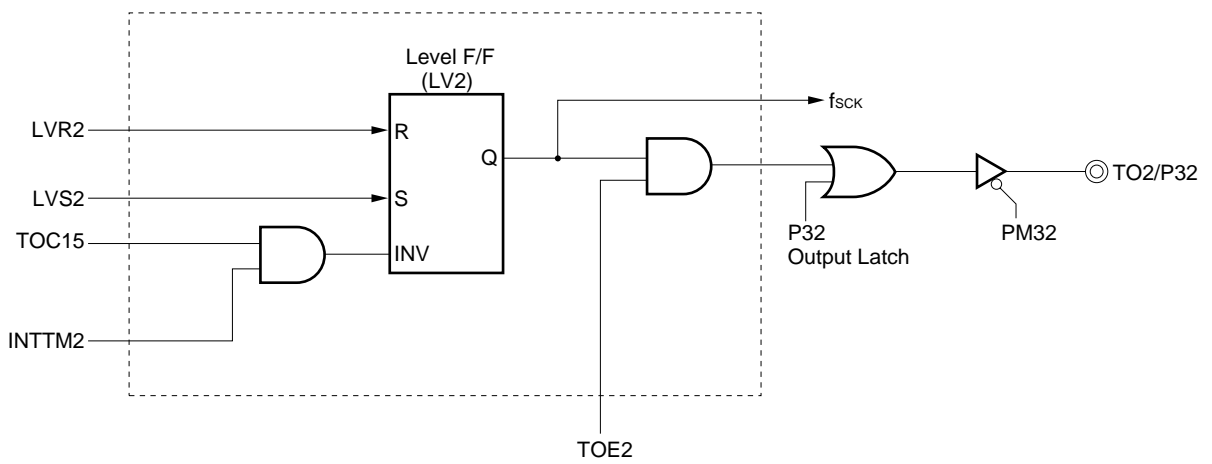 Level F/F
(LV2)
fSCK
LVR2
R
Q
TO2/P32
LVS2
S
TOC15
P32
Output Latch
PM32
INV
INTTM2
TOE2